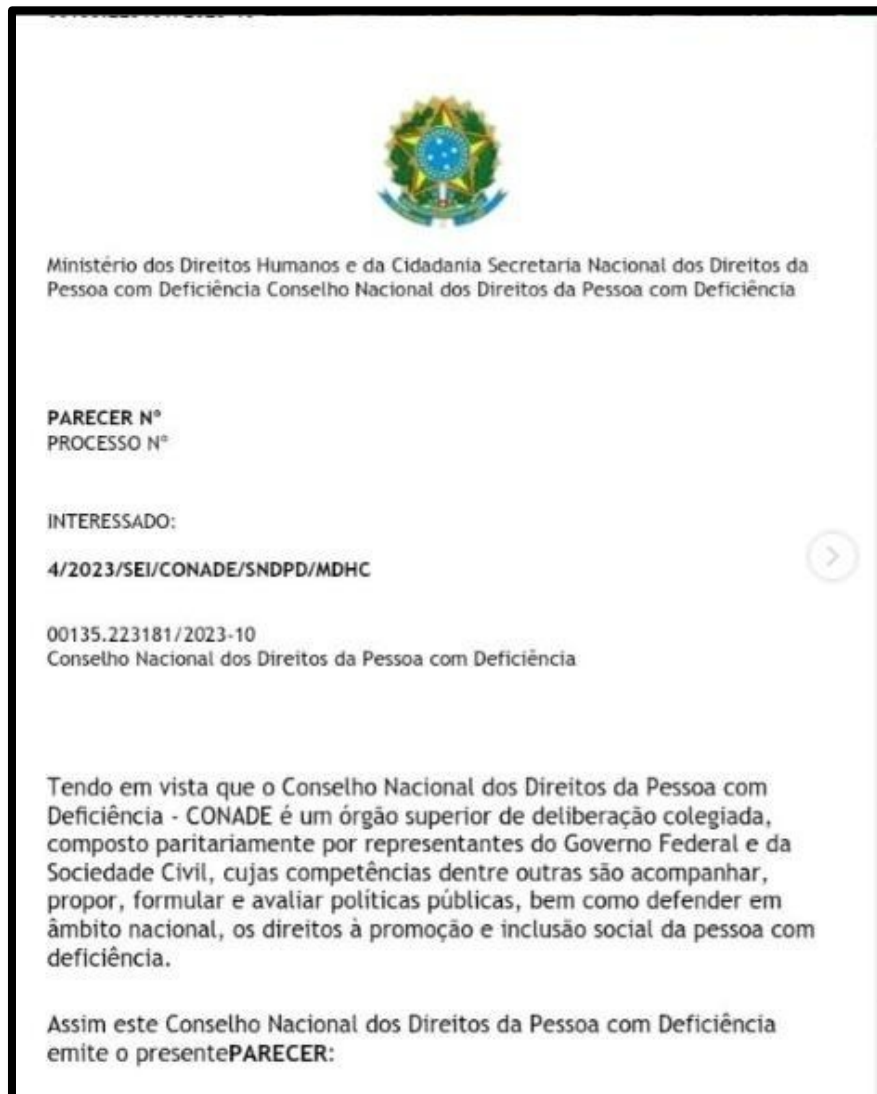 Ministério dos Direitos Humanos e da Cidadania Secretaria Nacional dos Direitos da
Pessoa com Deficiência Conselho Nacional dos Direitos da Pessoa com Deficiência
PARECER Nº
PROCESSO Nº
INTERESSADO:
4/2023/SEI/CONADE/SNDPD/MDHC
00135.223181/2023-10
Conselho Nacional dos Direitos da Pessoa com Deficiência
Tendo em vista que o Conselho Nacional dos Direitos da Pessoa com
Deficiência - CONADE é um órgão superior de deliberação colegiada,
composto paritariamente por representantes do Governo Federal e da
Sociedade Civil, cujas competências dentre outras são acompanhar,
propor, formular e avaliar políticas públicas, bem como defender em
âmbito nacional, os direitos à promoção e inclusão social da pessoa com
deficiência.
Assim este Conselho Nacional dos Direitos da Pessoa com Deficiência
emite o presentePARECER: